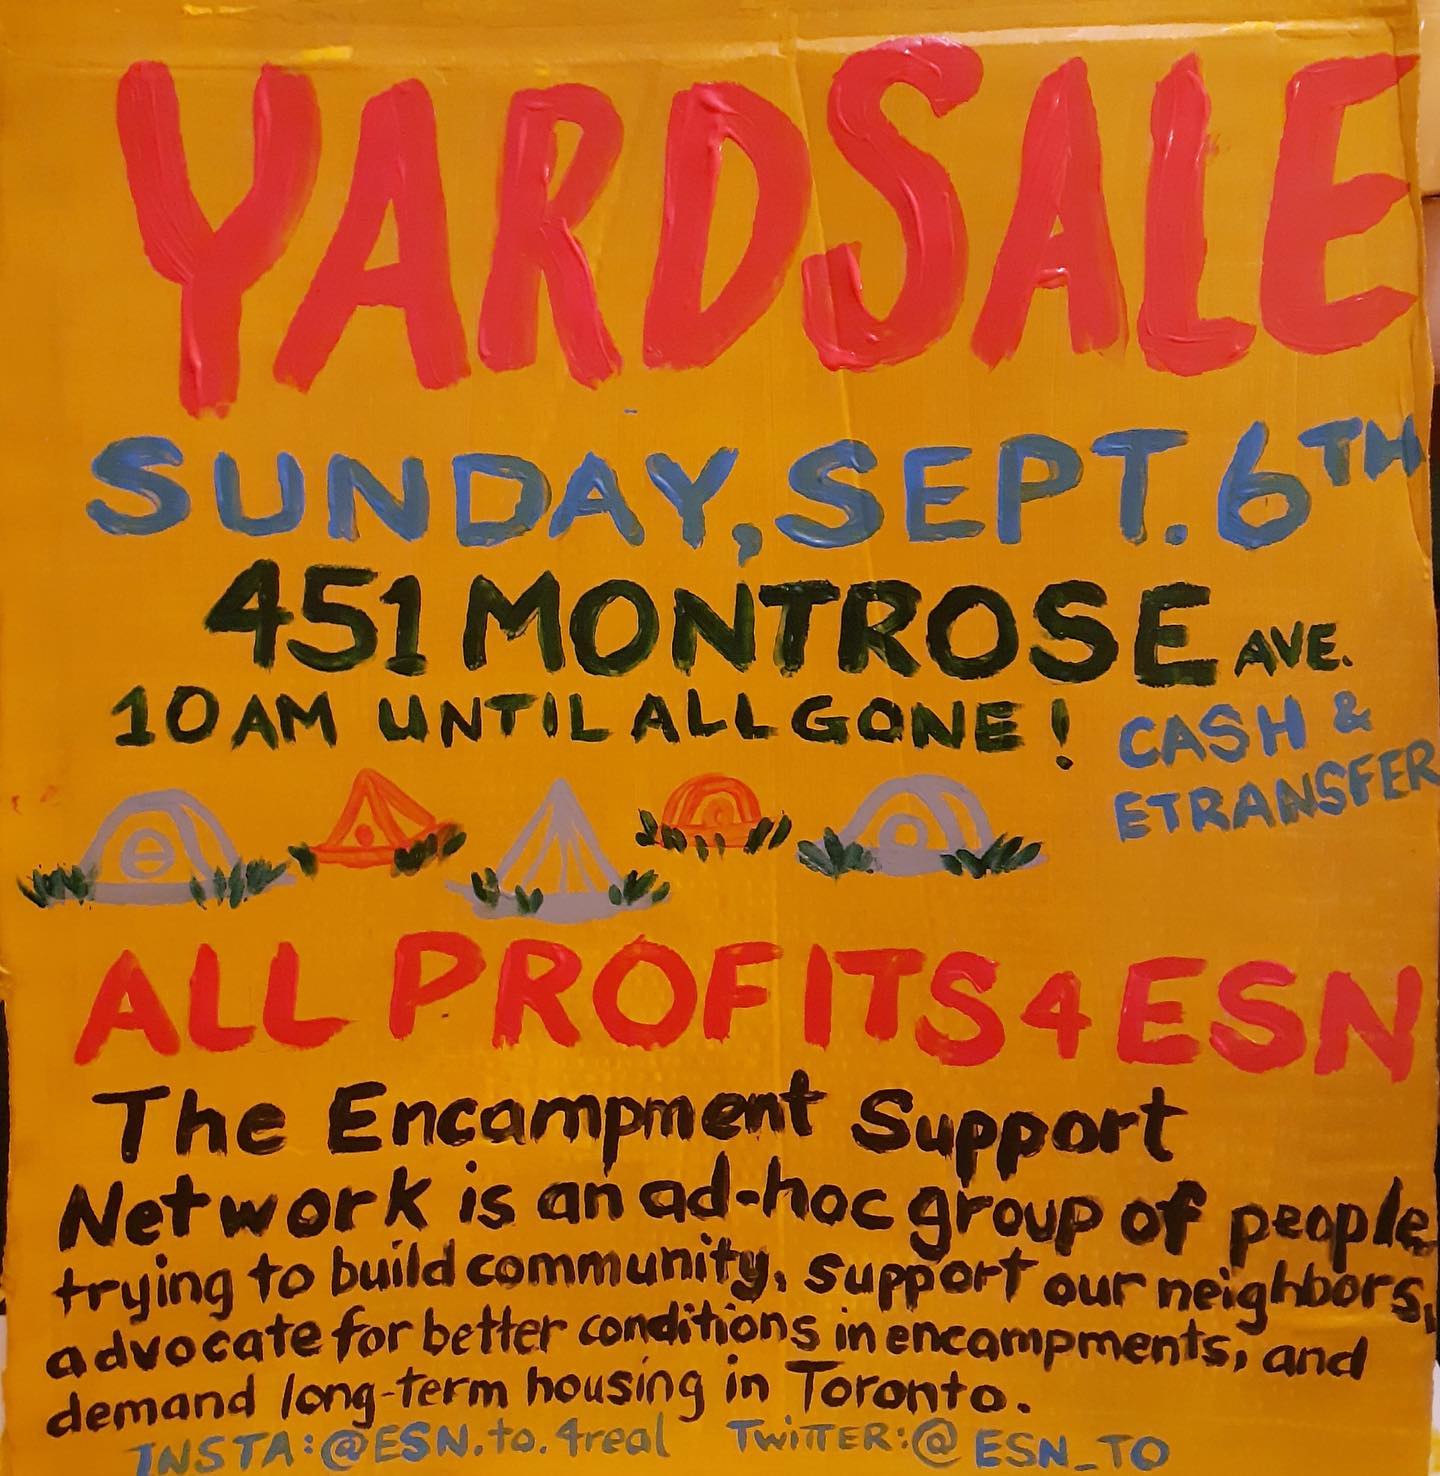 YARDSALE
SUNDAY, SEPT. 6TH
451 MONTROSE AVE.
10AM UNTIL ALL GONE!
CASH &
ETRANSFER
ALL PROFITS 4 ESN
The Encampment Support
Network is an ad-hoc group of people
trying to build community, support our neighbors,
advocate for better conditions in encampments, and
demand long-term housing in Toronto.
INSTA:@ESN.to.4real TWITTER:@ESN_TO